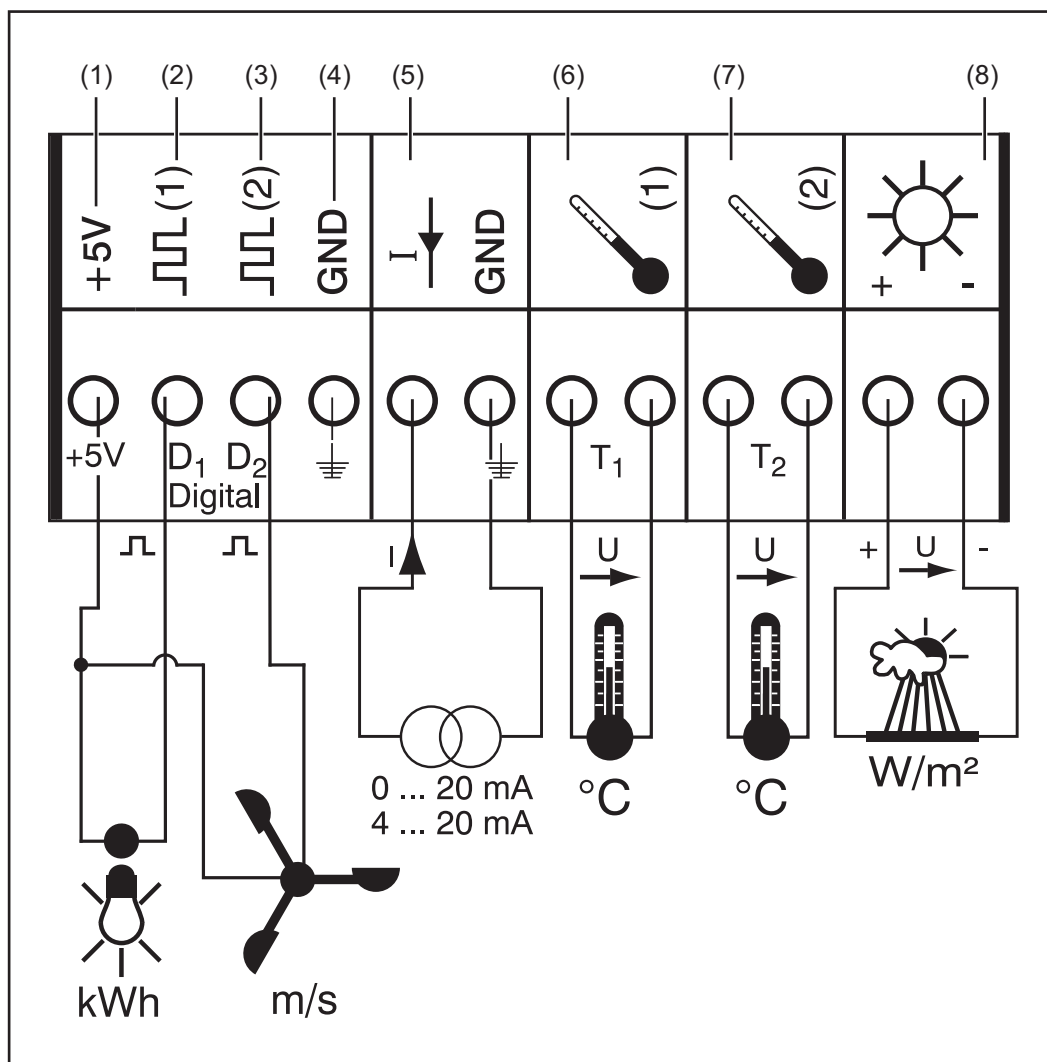 (1) (2) (3) (4) (5) (6) (7) (8)
+5V (1) (2) GND I GND (1) (2) + -
+5V D₁ D₂ T₁ T₂
Digital
I U U + U -
0 ... 20 mA
4 ... 20 mA
°C °C W/m²
kWh m/s